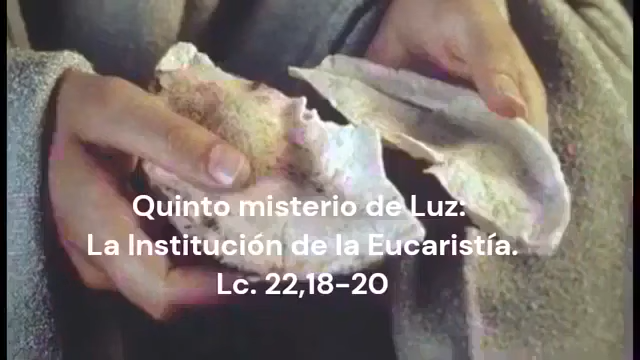 Quinto misterio de Luz:
La Institución de la Eucaristía.
Lc. 22,18-20